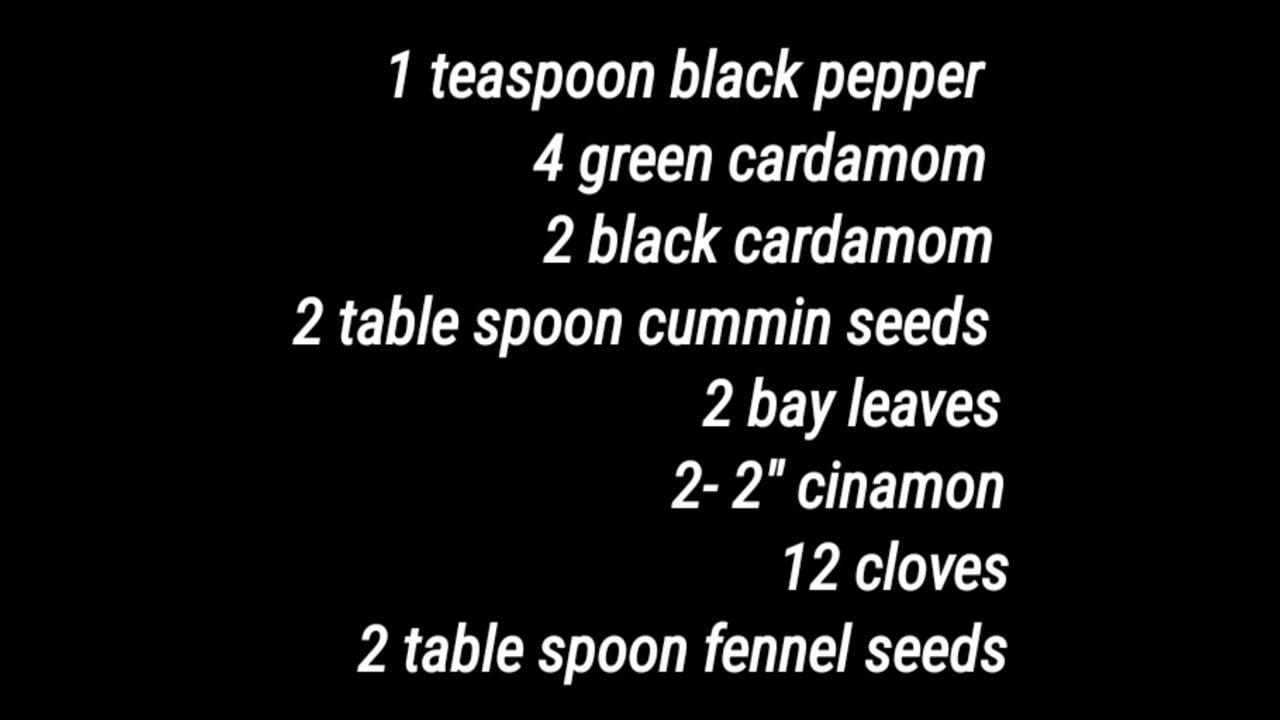 1 teaspoon black pepper
4 green cardamom
2 black cardamom
2 table spoon cummin seeds
2 bay leaves
2- 2" cinamon
12 cloves
2 table spoon fennel seeds